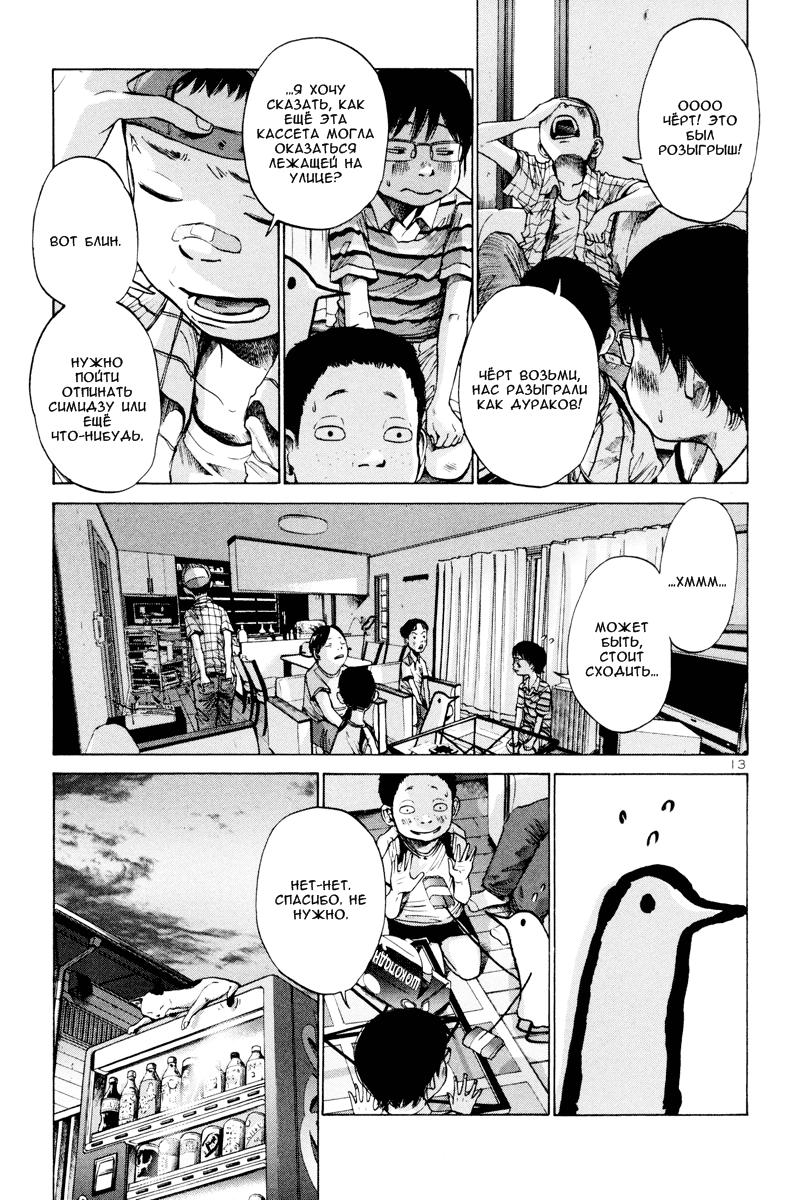 ОООО
ЧЁРТ! ЭТО
БЫЛ
РОЗЫГРЫШ!
ЧЁРТ ВОЗЬМИ,
НАС РАЗЫГРАЛИ
КАК ДУРАКОВ!
...Я ХОЧУ
СКАЗАТЬ, КАК
ЕЩЁ ЭТА
КАССЕТА МОГЛА
ОКАЗАТЬСЯ
ЛЕЖАЩЕЙ НА
УЛИЦЕ?
ВОТ БЛИН.
НУЖНО
ПОЙТИ
ОТПИНАТЬ
СИМИДЗУ ИЛИ
ЕЩЁ
ЧТО-НИБУДЬ.
...ХМММ...
МОЖЕТ
БЫТЬ,
СТОИТ
СХОДИТЬ...
13
НЕТ-НЕТ.
СПАСИБО. НЕ
НУЖНО.
ШОКОЛАДН